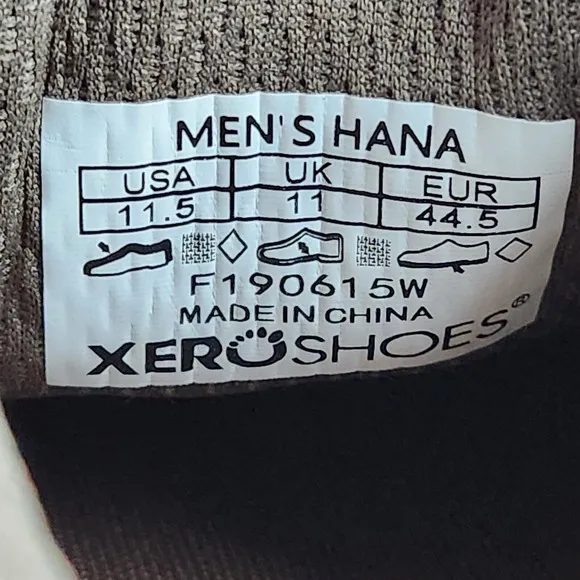 MEN'S HANA
USA UK EUR
11.5 11 44.5
F190615W
MADE IN CHINA
XEROSHOES®